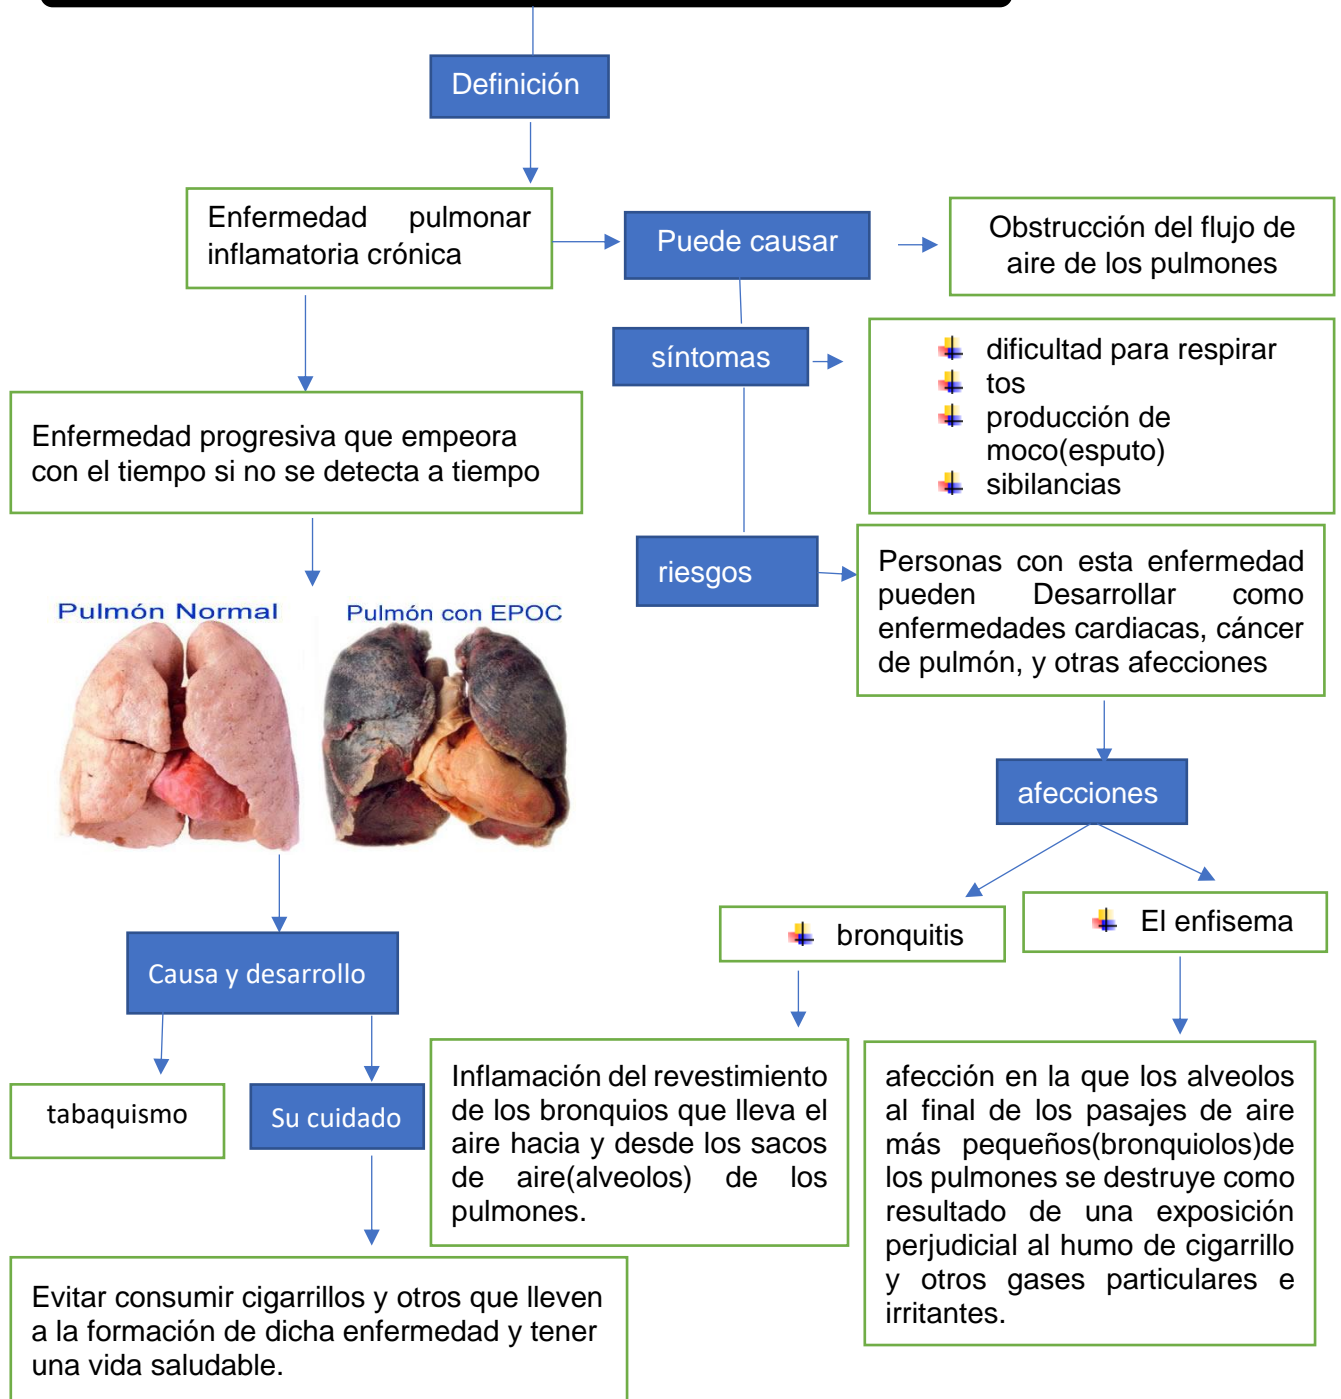 Definición
Enfermedad pulmonar
inflamatoria crónica
Puede causar
Obstrucción del flujo de
aire de los pulmones
síntomas
dificultad para respirar
tos
producción de
moco(esputo)
sibilancias
Enfermedad progresiva que empeora
con el tiempo si no se detecta a tiempo
riesgos
Personas con esta enfermedad
pueden Desarrollar como
enfermedades cardiacas, cáncer
de pulmón, y otras afecciones
Pulmón Normal
Pulmón con EPOC
afecciones
bronquitis
El enfisema
Causa y desarrollo
tabaquismo
Su cuidado
Inflamación del revestimiento
de los bronquios que lleva el
aire hacia y desde los sacos
de aire(alveolos) de los
pulmones.
afección en la que los alveolos
al final de los pasajes de aire
más pequeños(bronquiolos)de
los pulmones se destruye como
resultado de una exposición
perjudicial al humo de cigarrillo
y otros gases particulares e
irritantes.
Evitar consumir cigarrillos y otros que lleven
a la formación de dicha enfermedad y tener
una vida saludable.